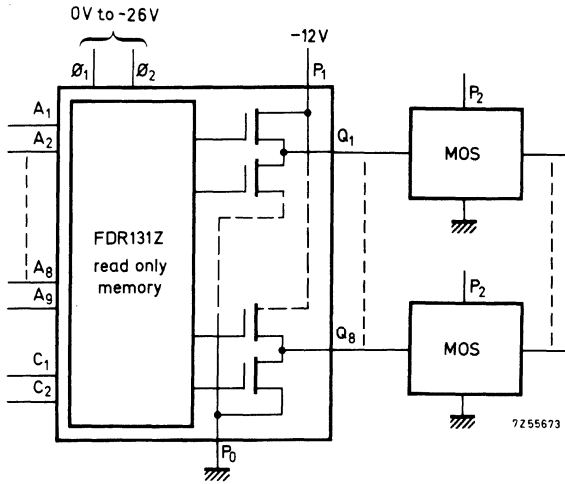 0V to -26V
-12V
Ø1 Ø2 P1
A1
A2
A8
A9
C1
C2
FDR131Z
read only
memory
Q1
Q8
P0
P2
MOS
P2
MOS
7Z55673